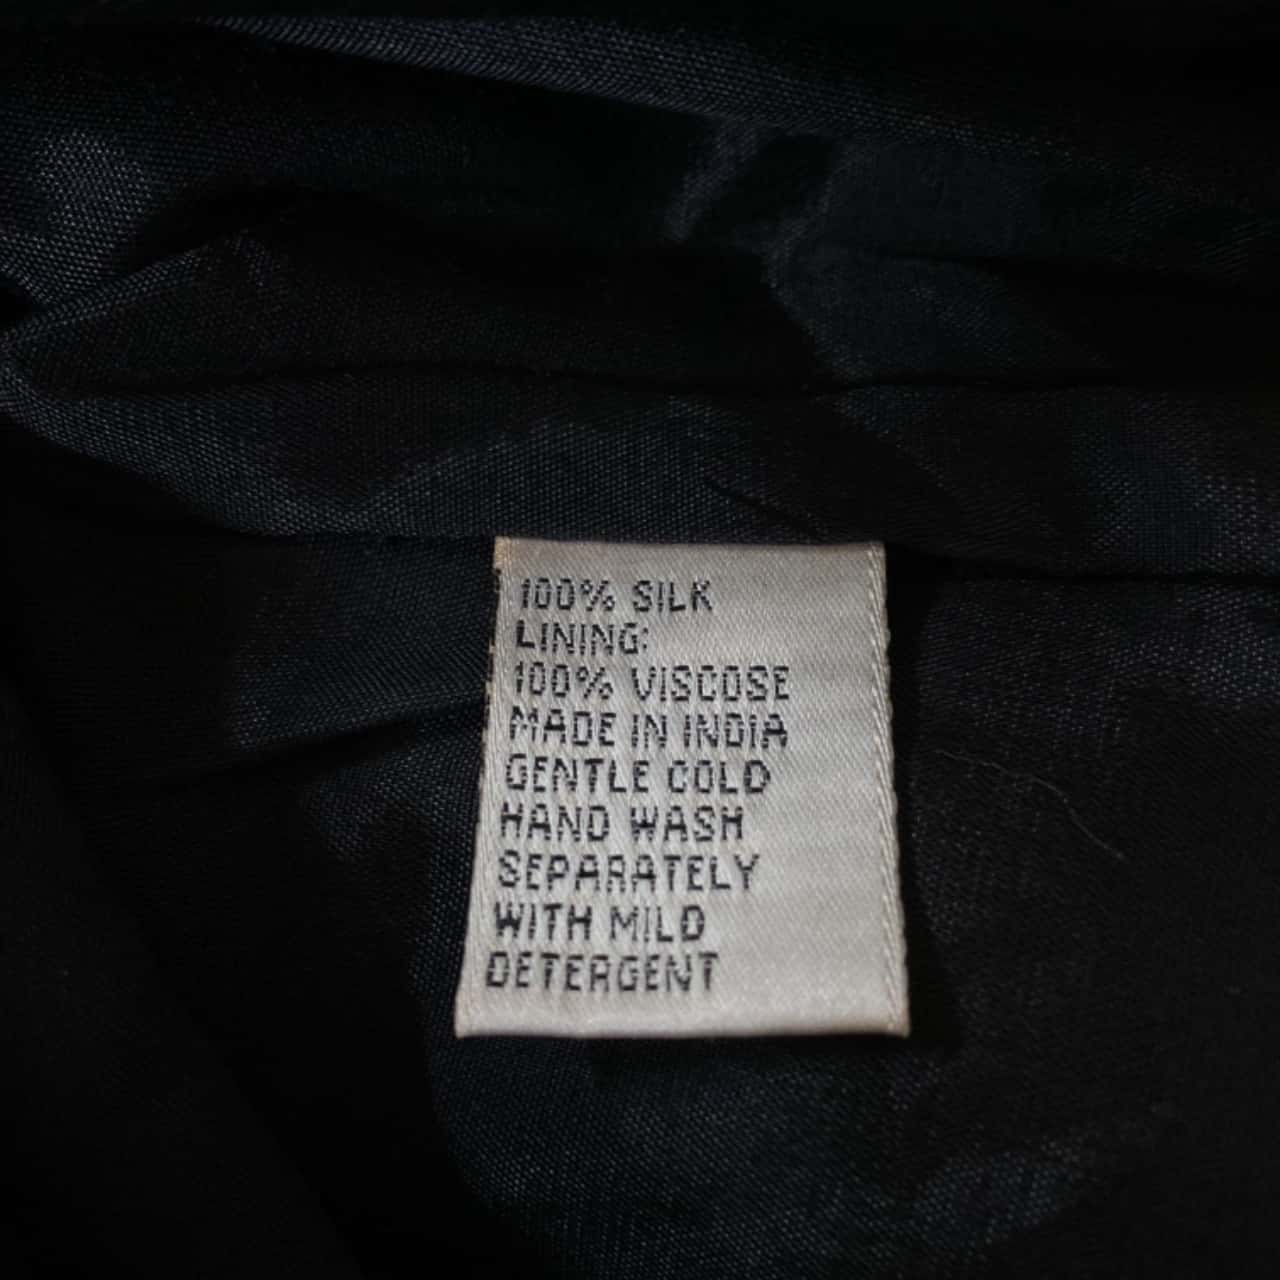 100% SILK
LINING:
100% VISCOSE
MADE IN INDIA
GENTLE COLD
HAND WASH
SEPARATELY
WITH MILD
DETERGENT